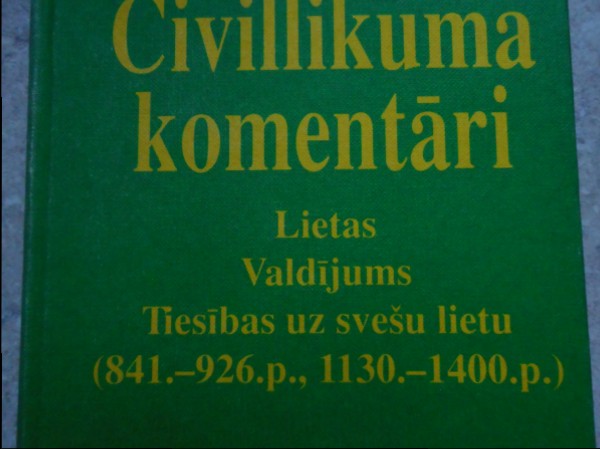 Civillikuma
komentāri
Lietas
Valdījums
Tiesības uz svešu lietu
(841.–926.p., 1130.–1400.p.)